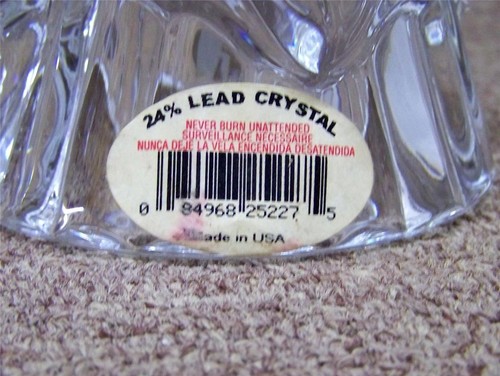 24% LEAD CRYSTAL
NEVER BURN UNATTENDED
SURVEILLANCE NECESSAIRE
NUNCA DEJE LA VELA ENCENDIDA DESATENDIDA
0 84968 25227 5
Made in USA